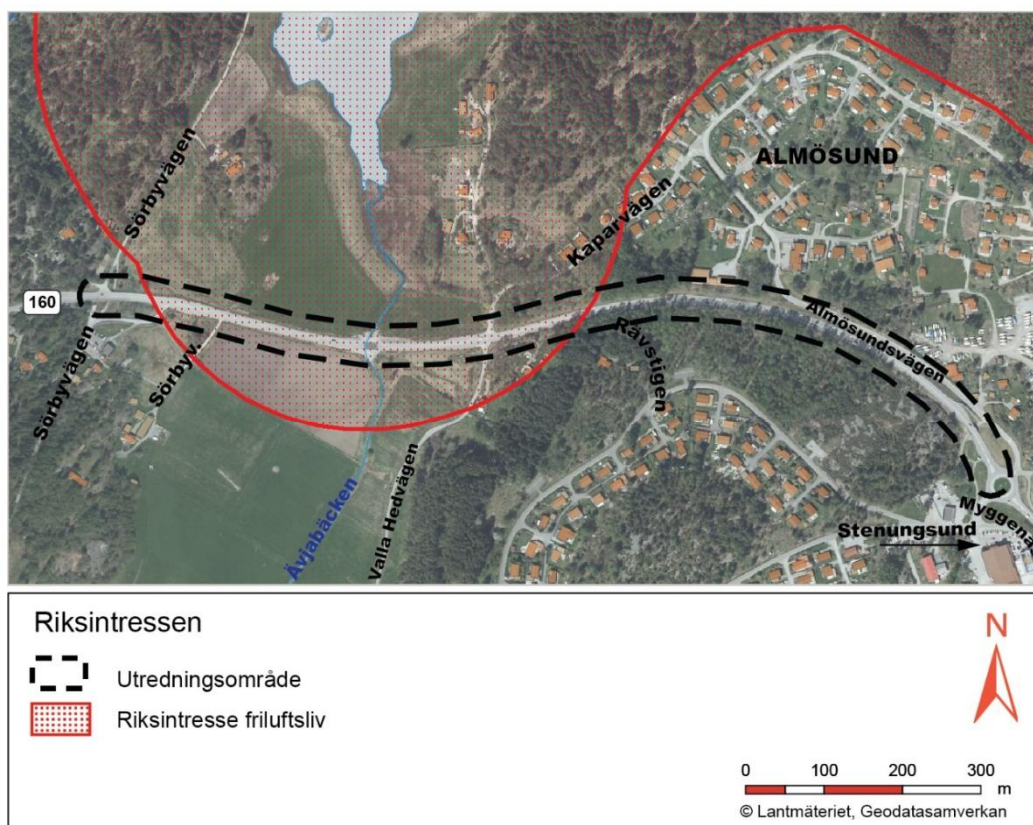 Sörbyvägen
ALMÖSUND
Kaparvägen
160
Almösundsvägen
Rävstigen
Sörbyv.
Sörbyvägen
Valla Hedvägen
Ävjabäcken
Myggenä
Stenungsund
Riksintressen
Utredningsområde
Riksintresse friluftsliv
N
0 100 200 300
m
© Lantmäteriet, Geodatasamverkan